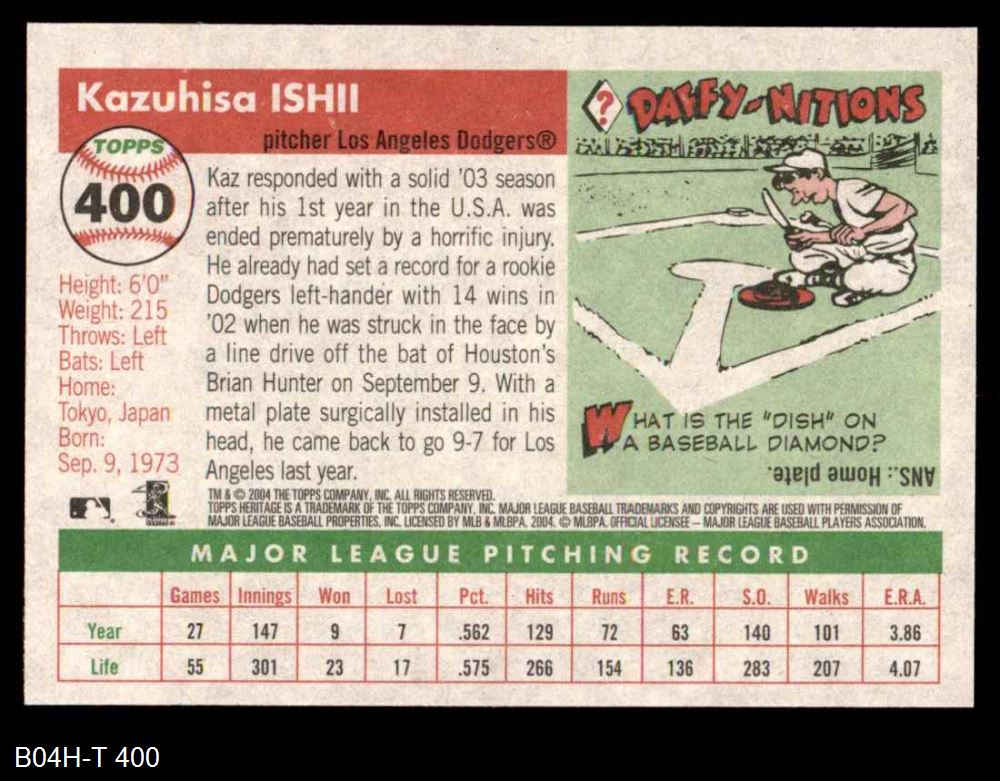 Kazuhisa ISHII
pitcher Los Angeles Dodgers®
TOPPS
400
Height: 6'0"
Weight: 215
Throws: Left
Bats: Left
Home:
Tokyo, Japan
Born:
Sep. 9, 1973
Kaz responded with a solid '03 season
after his 1st year in the U.S.A. was
ended prematurely by a horrific injury.
He already had set a record for a rookie
Dodgers left-hander with 14 wins in
'02 when he was struck in the face by
a line drive off the bat of Houston's
Brian Hunter on September 9. With a
metal plate surgically installed in his
head, he came back to go 9-7 for Los
Angeles last year.
? DAFFY-NITIONS
WHAT IS THE "DISH" ON
A BASEBALL DIAMOND?
ANS.: Home plate.
TM & © 2004 THE TOPPS COMPANY, INC. ALL RIGHTS RESERVED.
TOPPS HERITAGE IS A TRADEMARK OF THE TOPPS COMPANY, INC. MAJOR LEAGUE BASEBALL TRADEMARKS AND COPYRIGHTS ARE USED WITH PERMISSION OF
MAJOR LEAGUE BASEBALL PROPERTIES, INC. LICENSED BY MLB & MLBPA, 2004. © MLBPA. OFFICIAL LICENSEE – MAJOR LEAGUE BASEBALL PLAYERS ASSOCIATION.
MAJOR LEAGUE PITCHING RECORD
Games Innings Won Lost Pct. Hits Runs E.R. S.O. Walks E.R.A.
Year 27 147 9 7 .562 129 72 63 140 101 3.86
Life 55 301 23 17 .575 266 154 136 283 207 4.07
B04H-T 400